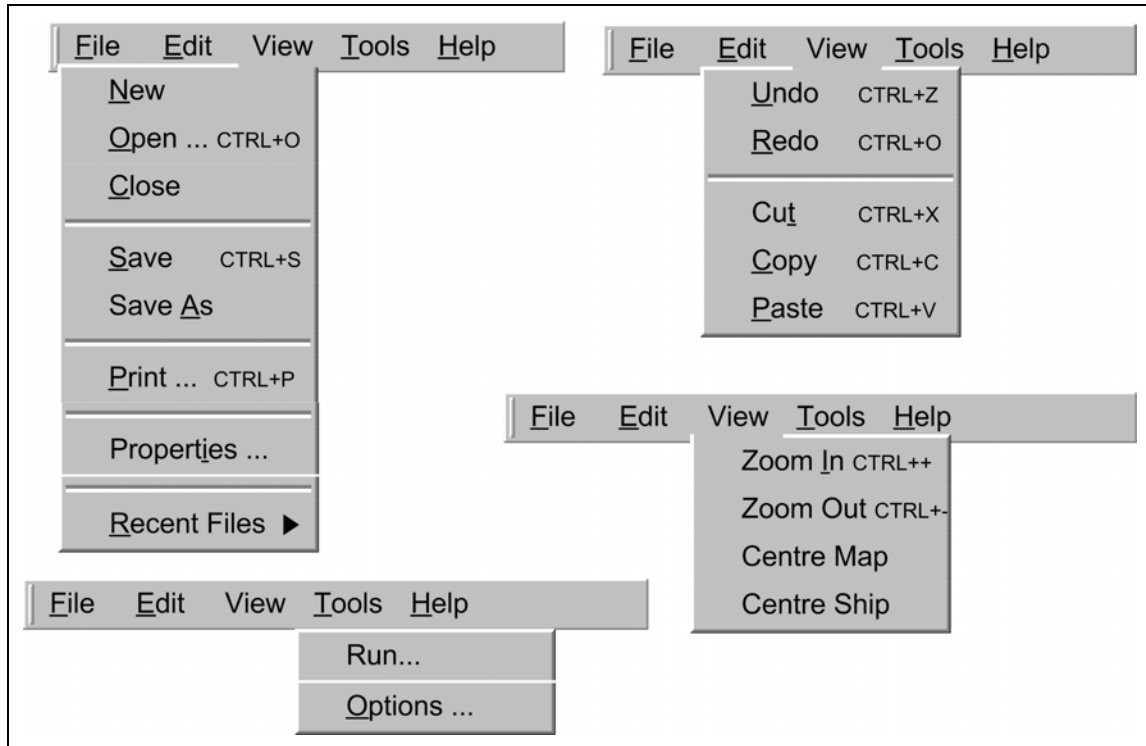 File Edit View Tools Help
New
Open ... CTRL+O
Close
Save CTRL+S
Save As
Print ... CTRL+P
Properties ...
Recent Files ▶
File Edit View Tools Help
Undo CTRL+Z
Redo CTRL+O
Cut CTRL+X
Copy CTRL+C
Paste CTRL+V
File Edit View Tools Help
Zoom In CTRL++
Zoom Out CTRL+-
Centre Map
Centre Ship
File Edit View Tools Help
Run...
Options ...